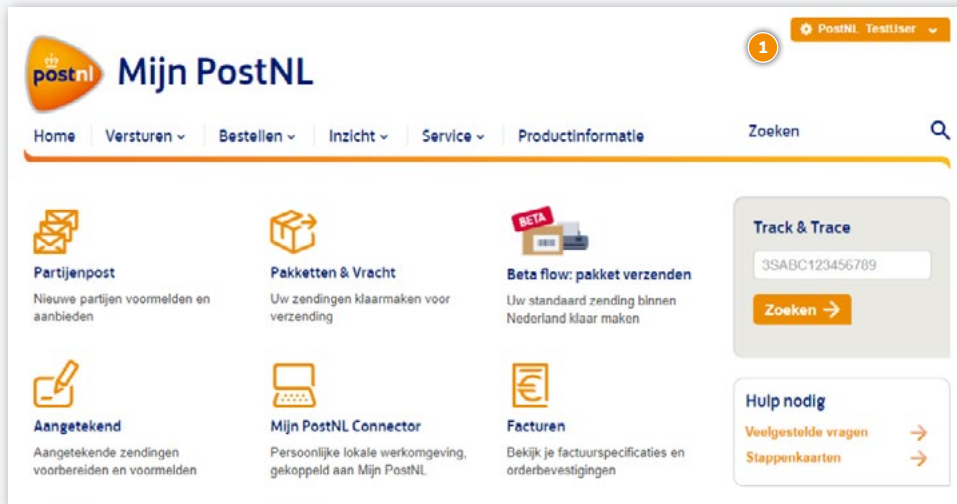 PostNL TestUser
1
postnl
Mijn PostNL
Home Versturen Bestellen Inzicht Service Productinformatie Zoeken
Partijenpost
Nieuwe partijen voormelden en
aanbieden
Pakketten & Vracht
Uw zendingen klaarmaken voor
verzending
BETA
Beta flow: pakket verzenden
Uw standaard zending binnen
Nederland klaar maken
Track & Trace
3SABC123456789
Zoeken
Aangetekend
Aangetekende zendingen
voorbereiden en voormelden
Mijn PostNL Connector
Persoonlijke lokale werkomgeving,
gekoppeld aan Mijn PostNL
Facturen
Bekijk je factuurspecificaties en
orderbevestigingen
Hulp nodig
Veelgestelde vragen
Stappenkaarten